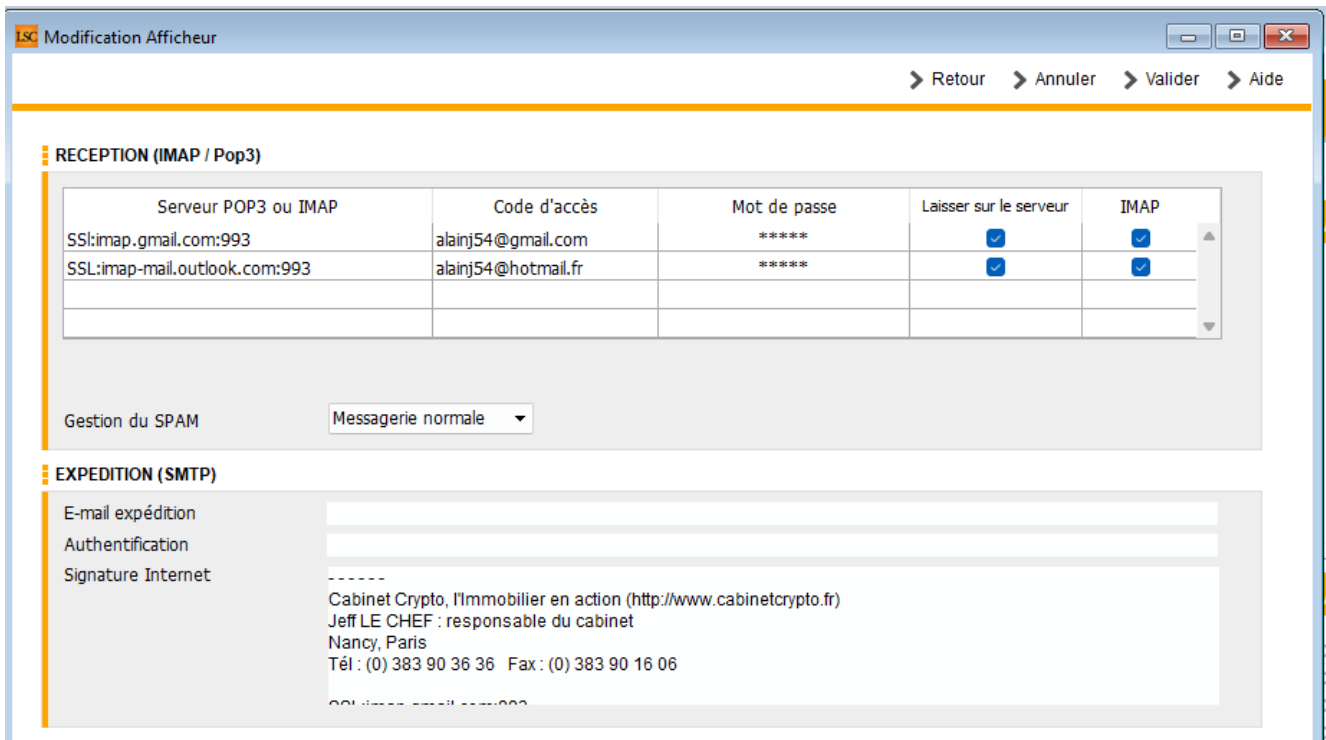 LSC Modification Afficheur
Retour Annuler Valider Aide
RECEPTION (IMAP / Pop3)
Serveur POP3 ou IMAP Code d'accès Mot de passe Laisser sur le serveur IMAP
SSl:imap.gmail.com:993 alainj54@gmail.com *****
SSL:imap-mail.outlook.com:993 alainj54@hotmail.fr *****
Gestion du SPAM Messagerie normale
EXPEDITION (SMTP)
E-mail expédition
Authentification
Signature Internet ------
Cabinet Crypto, l'Immobilier en action (http://www.cabinetcrypto.fr)
Jeff LE CHEF : responsable du cabinet
Nancy, Paris
Tél : (0) 383 90 36 36 Fax : (0) 383 90 16 06